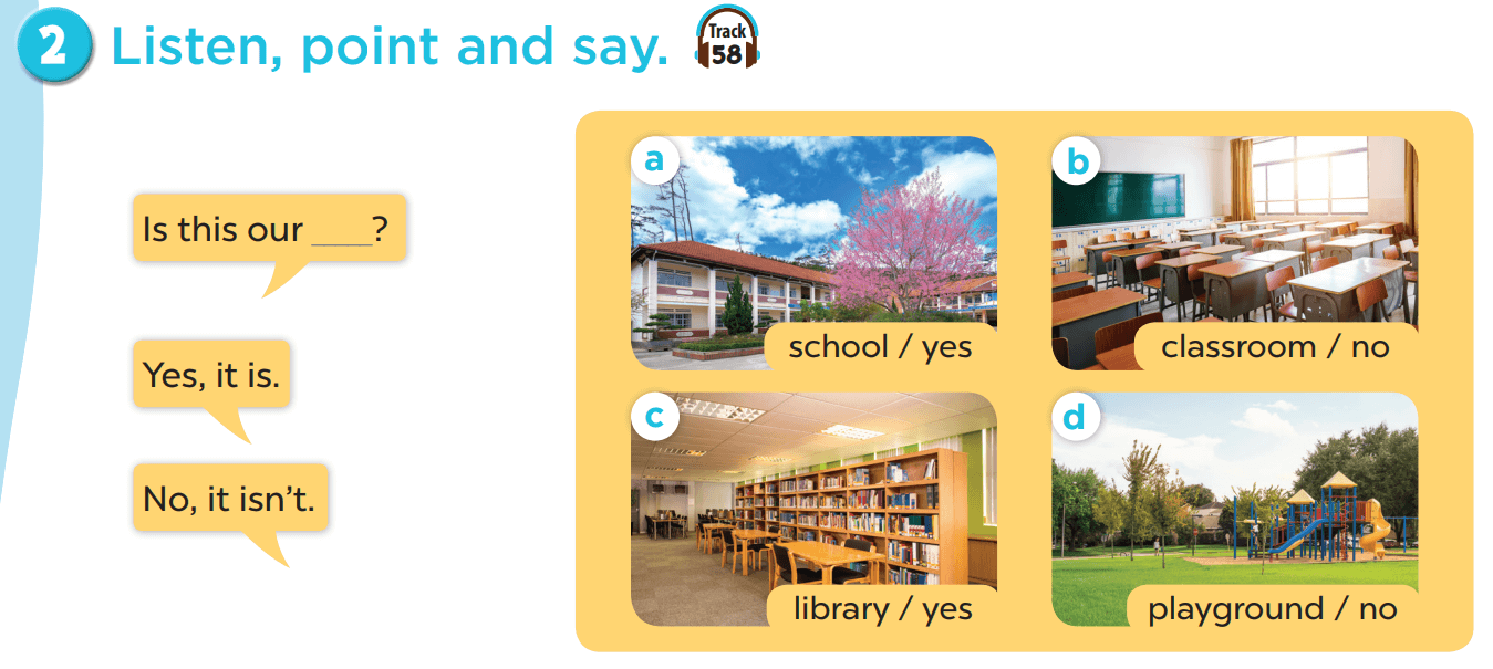 2 Listen, point and say. Track 58
Is this our ____?
Yes, it is.
No, it isn't.
a
school / yes
b
classroom / no
c
library / yes
d
playground / no